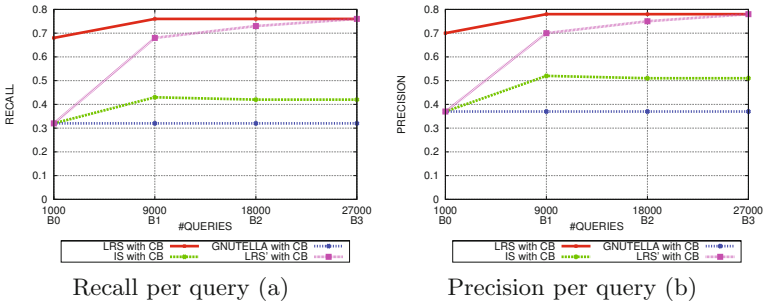 0.8
0.7
0.6
0.5
0.4
0.3
0.2
0.1
0
RECALL
1000 9000 18000 27000
B0 B1 B2 B3
#QUERIES
LRS with CB GNUTELLA with CB
IS with CB LRS' with CB
Recall per query (a)
0.8
0.7
0.6
0.5
0.4
0.3
0.2
0.1
0
PRECISION
1000 9000 18000 27000
B0 B1 B2 B3
#QUERIES
LRS with CB GNUTELLA with CB
IS with CB LRS' with CB
Precision per query (b)